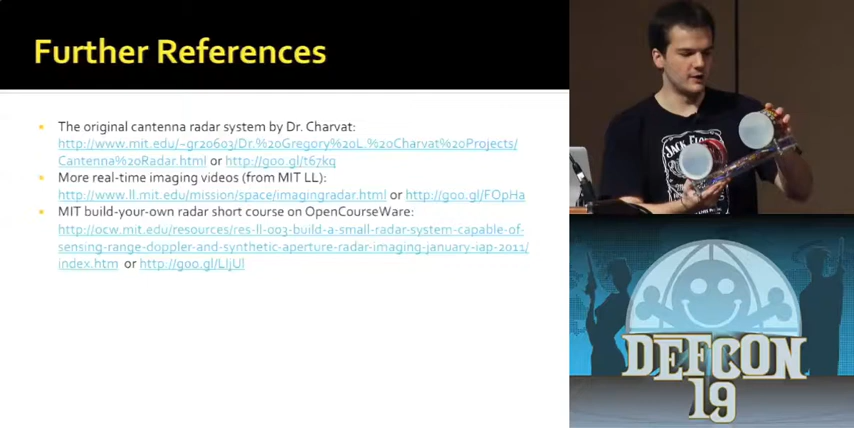 Further References
The original cantenna radar system by Dr. Charvat:
http://www.mit.edu/~gr20603/Dr.%20Gregory%20L.%20Charvat%20Projects/
Cantenna%20Radar.html or http://goo.gl/t67kq
More real-time imaging videos (from MIT LL):
http://www.ll.mit.edu/mission/space/imagingradar.html or http://goo.gl/FOpHa
MIT build-your-own radar short course on OpenCourseWare:
http://ocw.mit.edu/resources/res-ll-003-build-a-small-radar-system-capable-of-
sensing-range-doppler-and-synthetic-aperture-radar-imaging-january-iap-2011/
index.htm or http://goo.gl/LIjUl
JACK
DEFCON
19